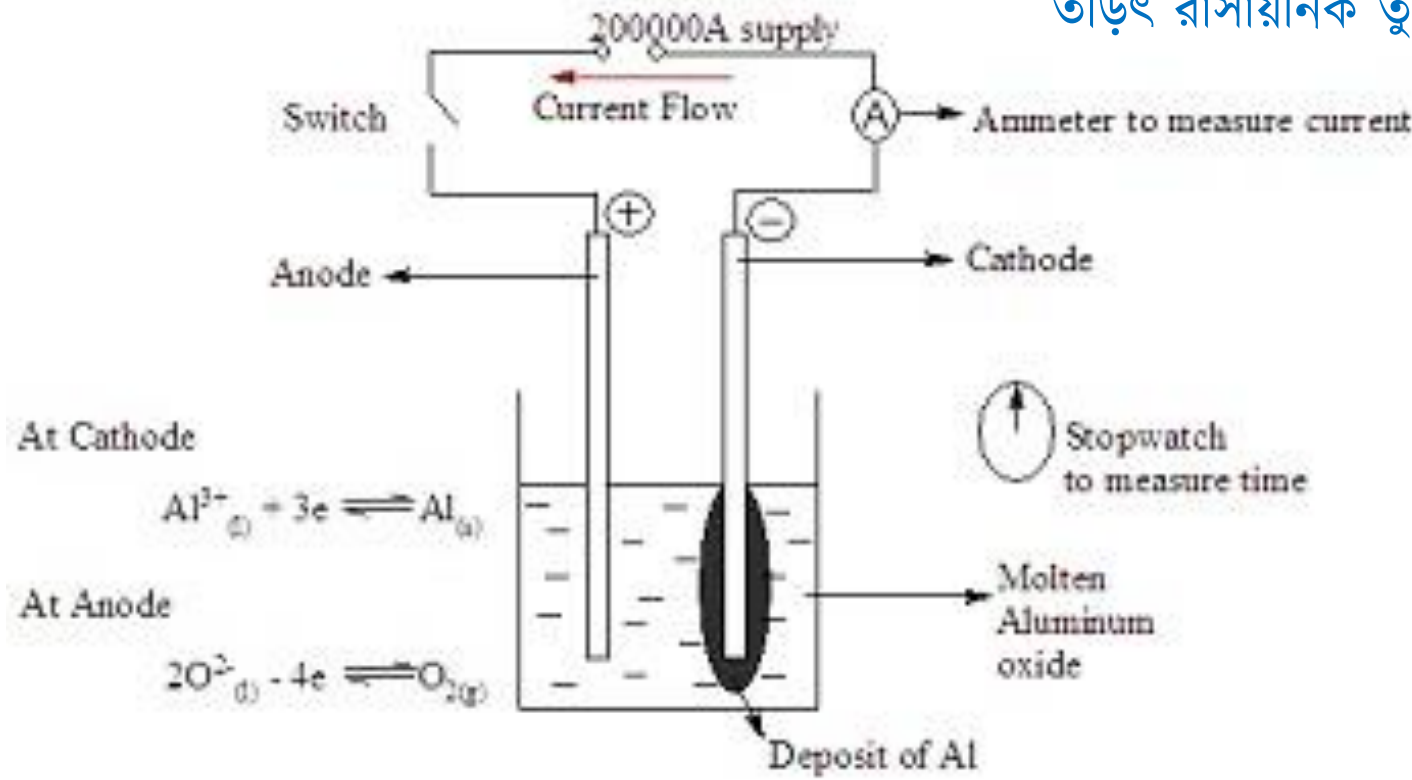 তাড়ৎ রাসায়নিক তু
200000A supply
Current Flow
Switch
A
Ammeter to measure current
+
−
Anode
Cathode
Stopwatch
to measure time
At Cathode
Al³⁺₍ₗ₎ + 3e ⇌ Al₍ₛ₎
At Anode
2O²⁻₍ₗ₎ - 4e ⇌ O₂(g)
Molten
Aluminum
oxide
Deposit of Al